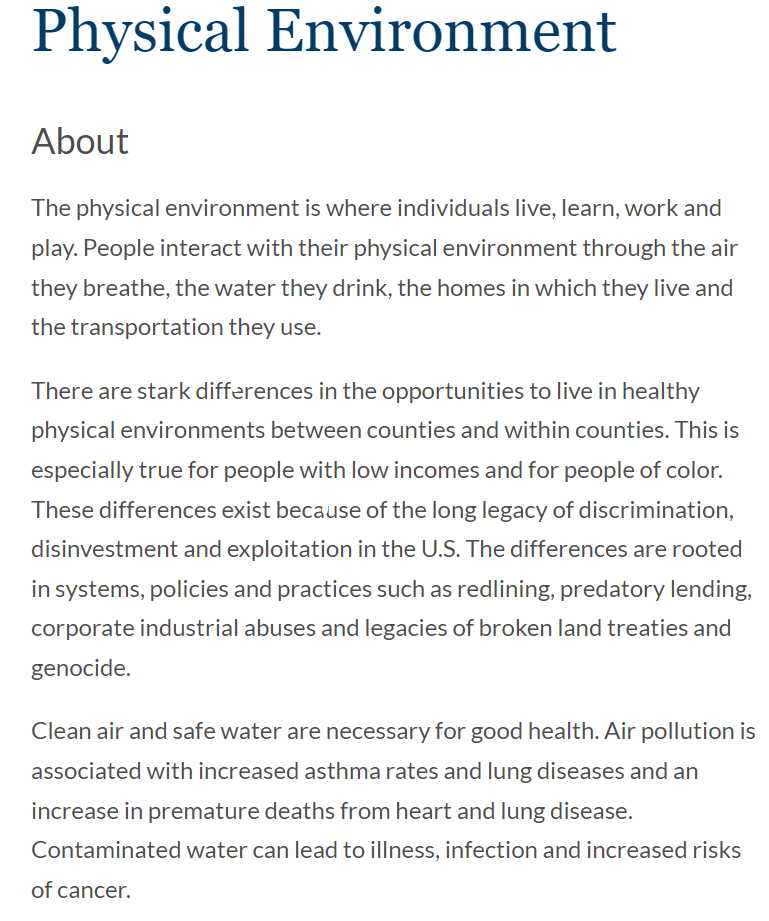 Physical Environment
About
The physical environment is where individuals live, learn, work and
play. People interact with their physical environment through the air
they breathe, the water they drink, the homes in which they live and
the transportation they use.
There are stark differences in the opportunities to live in healthy
physical environments between counties and within counties. This is
especially true for people with low incomes and for people of color.
These differences exist because of the long legacy of discrimination,
disinvestment and exploitation in the U.S. The differences are rooted
in systems, policies and practices such as redlining, predatory lending,
corporate industrial abuses and legacies of broken land treaties and
genocide.
Clean air and safe water are necessary for good health. Air pollution is
associated with increased asthma rates and lung diseases and an
increase in premature deaths from heart and lung disease.
Contaminated water can lead to illness, infection and increased risks
of cancer.